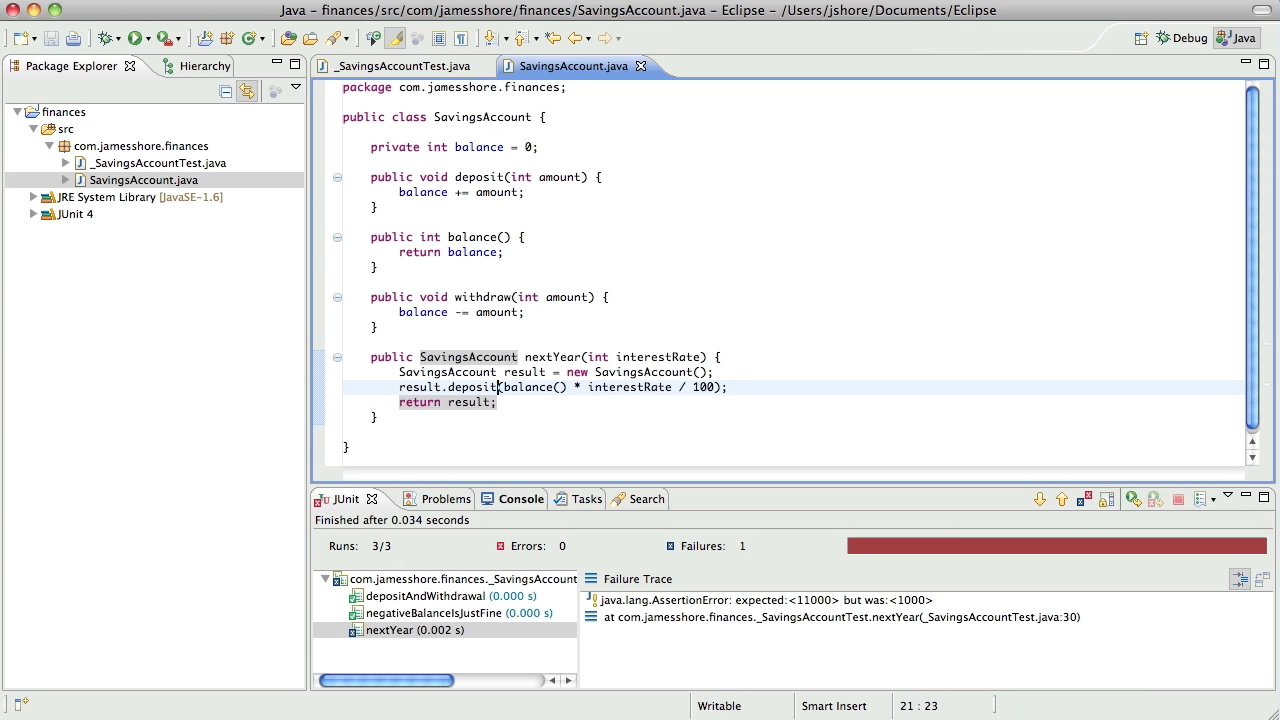 Java – finances/src/com/jamesshore/finances/SavingsAccount.java – Eclipse – /Users/jshore/Documents/Eclipse
Debug
Java
Package Explorer
Hierarchy
finances
src
com.jamesshore.finances
_SavingsAccountTest.java
SavingsAccount.java
JRE System Library [JavaSE-1.6]
JUnit 4
_SavingsAccountTest.java
SavingsAccount.java
package com.jamesshore.finances;
public class SavingsAccount {
private int balance = 0;
public void deposit(int amount) {
balance += amount;
}
public int balance() {
return balance;
}
public void withdraw(int amount) {
balance -= amount;
}
public SavingsAccount nextYear(int interestRate) {
SavingsAccount result = new SavingsAccount();
result.deposit(balance() * interestRate / 100);
return result;
}
}
JUnit
Problems
Console
Tasks
Search
Finished after 0.034 seconds
Runs: 3/3
Errors: 0
Failures: 1
com.jamesshore.finances._SavingsAccount
depositAndWithdrawal (0.000 s)
negativeBalanceIsJustFine (0.000 s)
nextYear (0.002 s)
Failure Trace
java.lang.AssertionError: expected:<11000> but was:<1000>
at com.jamesshore.finances._SavingsAccountTest.nextYear(_SavingsAccountTest.java:30)
Writable
Smart Insert
21 : 23